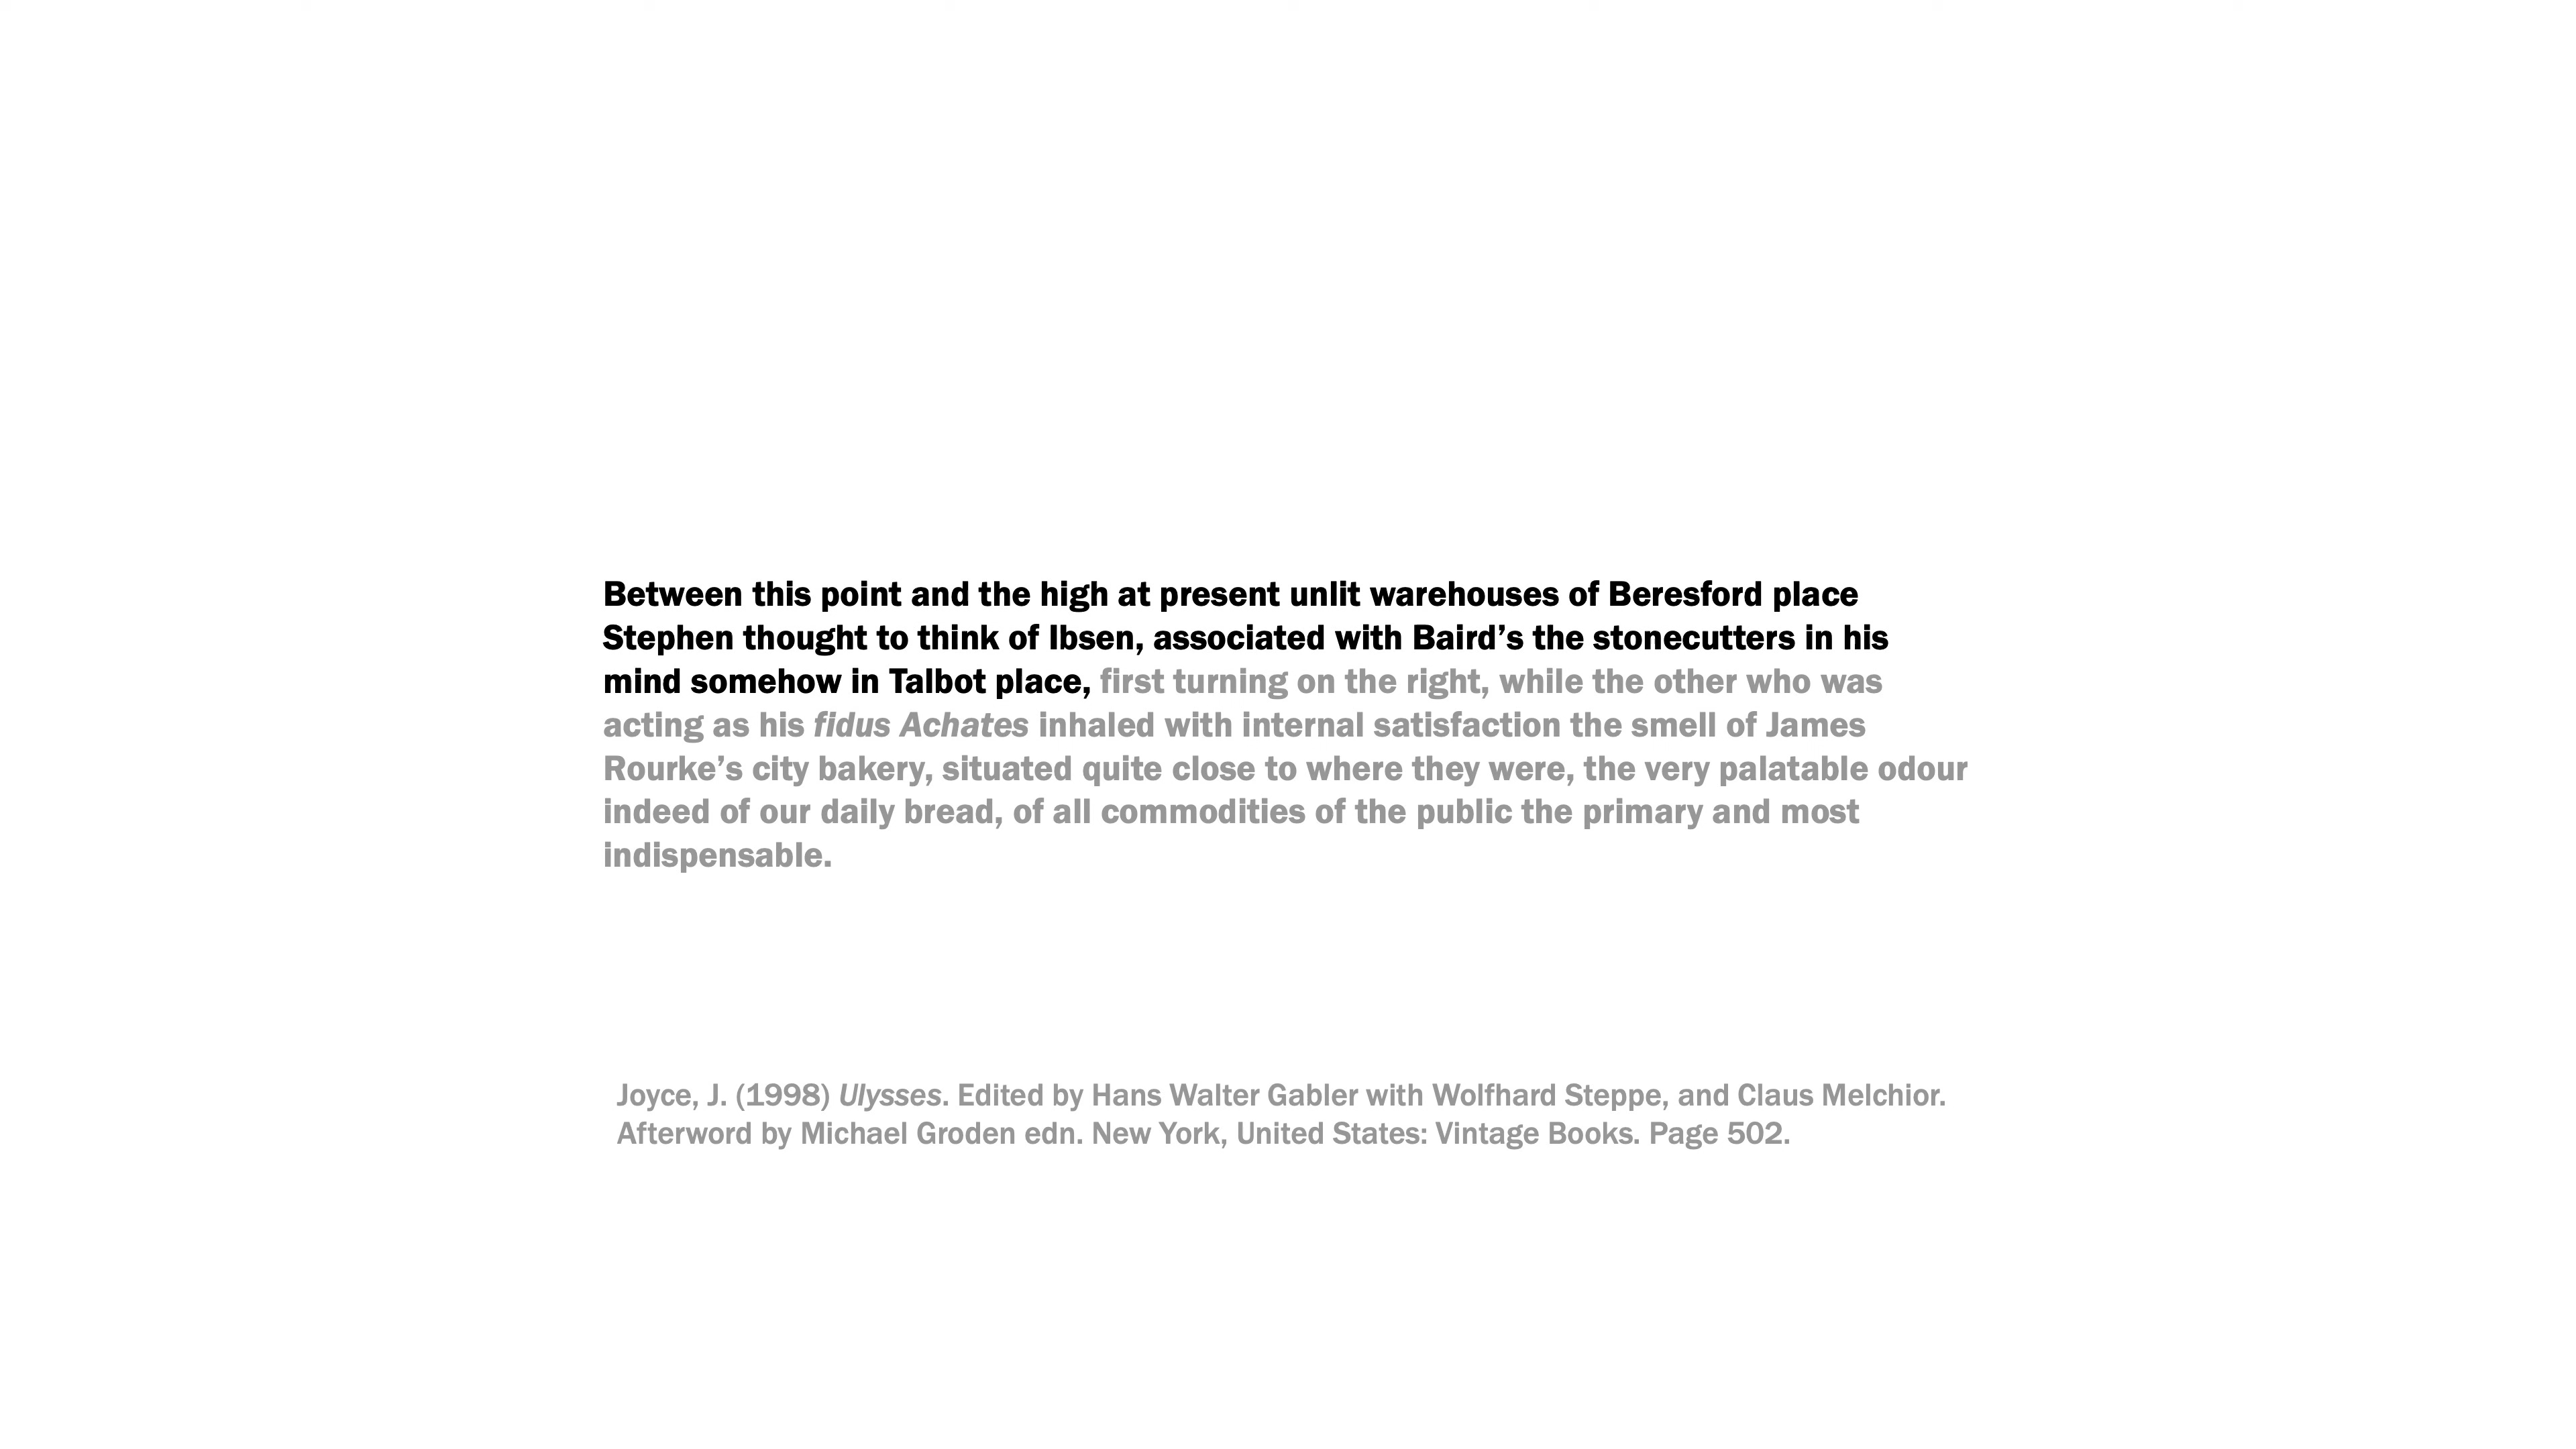 Between this point and the high at present unlit warehouses of Beresford place
Stephen thought to think of Ibsen, associated with Baird’s the stonecutters in his
mind somehow in Talbot place, first turning on the right, while the other who was
acting as his fidus Achates inhaled with internal satisfaction the smell of James
Rourke’s city bakery, situated quite close to where they were, the very palatable odour
indeed of our daily bread, of all commodities of the public the primary and most
indispensable.
Joyce, J. (1998) Ulysses. Edited by Hans Walter Gabler with Wolfhard Steppe, and Claus Melchior.
Afterword by Michael Groden edn. New York, United States: Vintage Books. Page 502.